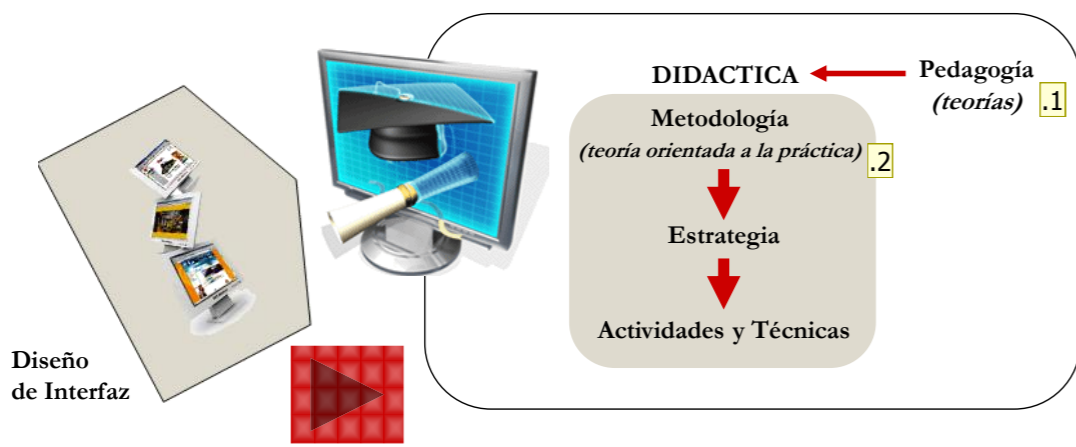 DIDACTICA
Pedagogía
(teorías)
.1
Metodología
(teoría orientada a la práctica)
.2
Estrategia
Actividades y Técnicas
Diseño
de Interfaz